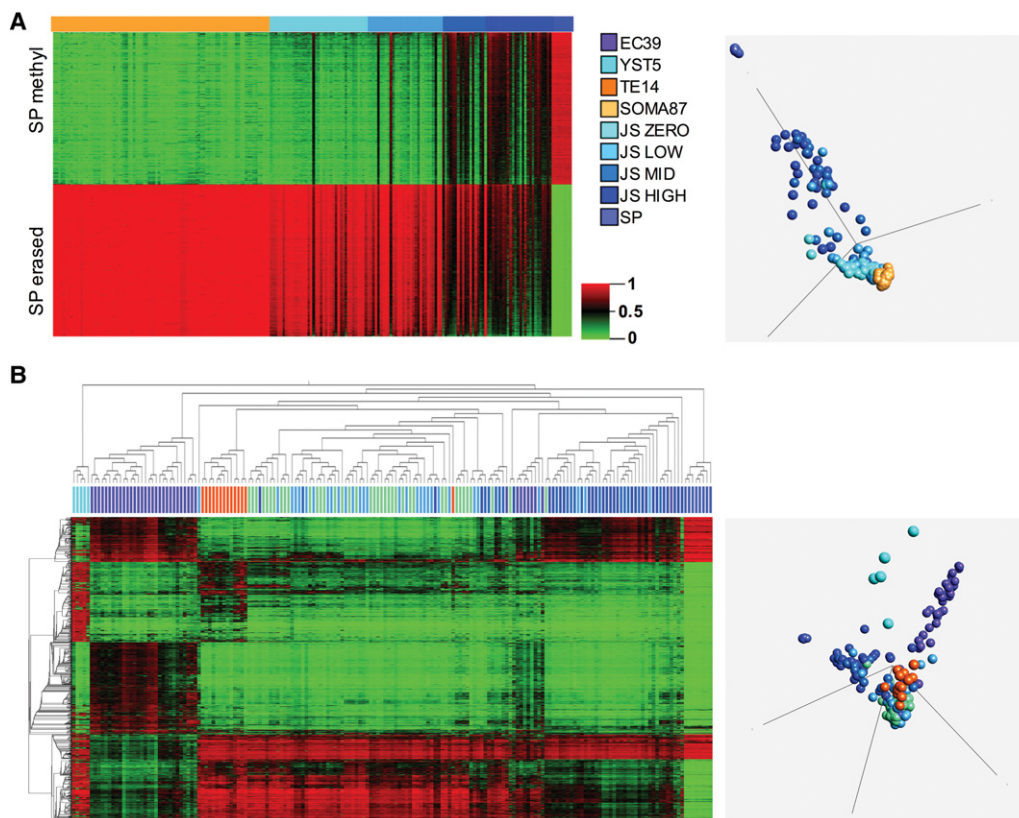 A
SP methyl
SP erased
EC39
YST5
TE14
SOMA87
JS ZERO
JS LOW
JS MID
JS HIGH
SP
1
0.5
0
B